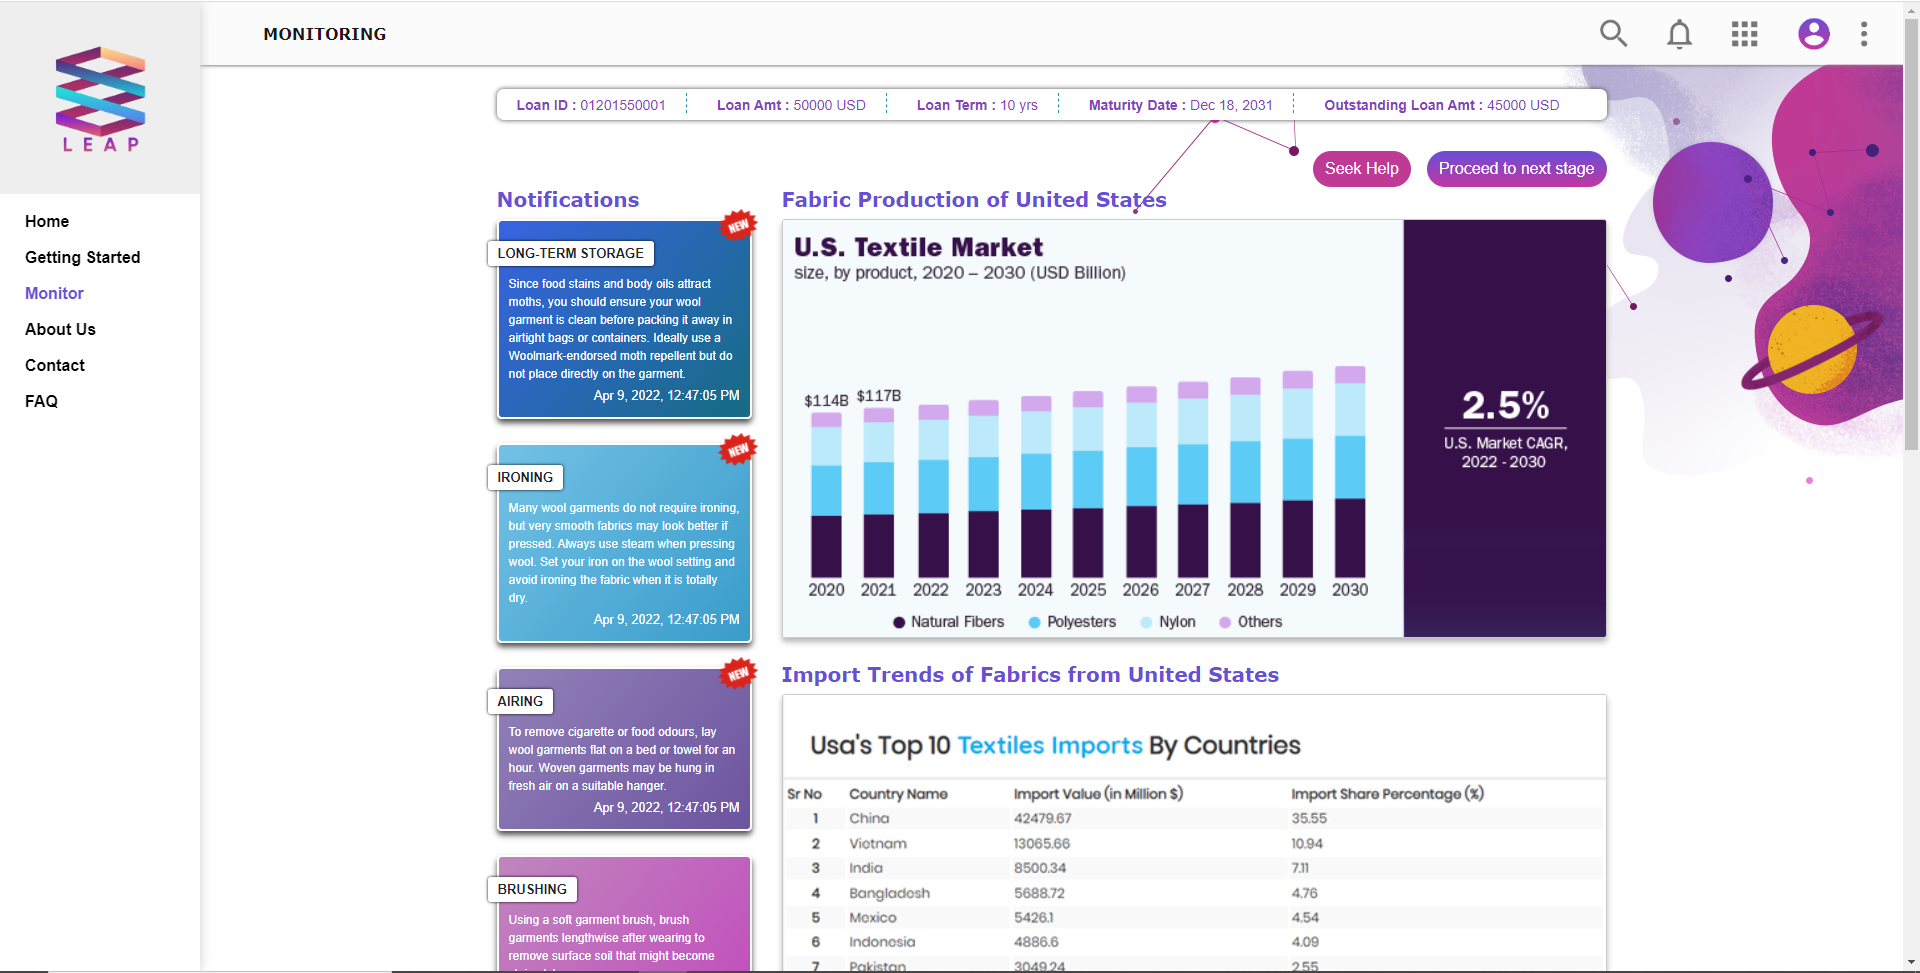 MONITORING
LEAP
Home
Getting Started
Monitor
About Us
Contact
FAQ
Loan ID : 01201550001
Loan Amt : 50000 USD
Loan Term : 10 yrs
Maturity Date : Dec 18, 2031
Outstanding Loan Amt : 45000 USD
Seek Help
Proceed to next stage
Notifications
NEW
LONG-TERM STORAGE
Since food stains and body oils attract
moths, you should ensure your wool
garment is clean before packing it away in
airtight bags or containers. Ideally use a
Woolmark-endorsed moth repellent but do
not place directly on the garment.
Apr 9, 2022, 12:47:05 PM
NEW
IRONING
Many wool garments do not require ironing,
but very smooth fabrics may look better if
pressed. Always use steam when pressing
wool. Set your iron on the wool setting and
avoid ironing the fabric when it is totally
dry.
Apr 9, 2022, 12:47:05 PM
NEW
AIRING
To remove cigarette or food odours, lay
wool garments flat on a bed or towel for an
hour. Woven garments may be hung in
fresh air on a suitable hanger.
Apr 9, 2022, 12:47:05 PM
BRUSHING
Using a soft garment brush, brush
garments lengthwise after wearing to
remove surface soil that might become
Fabric Production of United States
U.S. Textile Market
size, by product, 2020 – 2030 (USD Billion)
$114B $117B
2020 2021 2022 2023 2024 2025 2026 2027 2028 2029 2030
Natural Fibers Polyesters Nylon Others
2.5%
U.S. Market CAGR,
2022 - 2030
Import Trends of Fabrics from United States
Usa's Top 10 Textiles Imports By Countries
Sr No Country Name Import Value (in Million $) Import Share Percentage (%)
1 China 42479.67 35.55
2 Vietnam 13065.66 10.94
3 India 8500.34 7.11
4 Bangladesh 5688.72 4.76
5 Mexico 5426.1 4.54
6 Indonesia 4886.6 4.09
7 Pakistan 3049.24 2.55